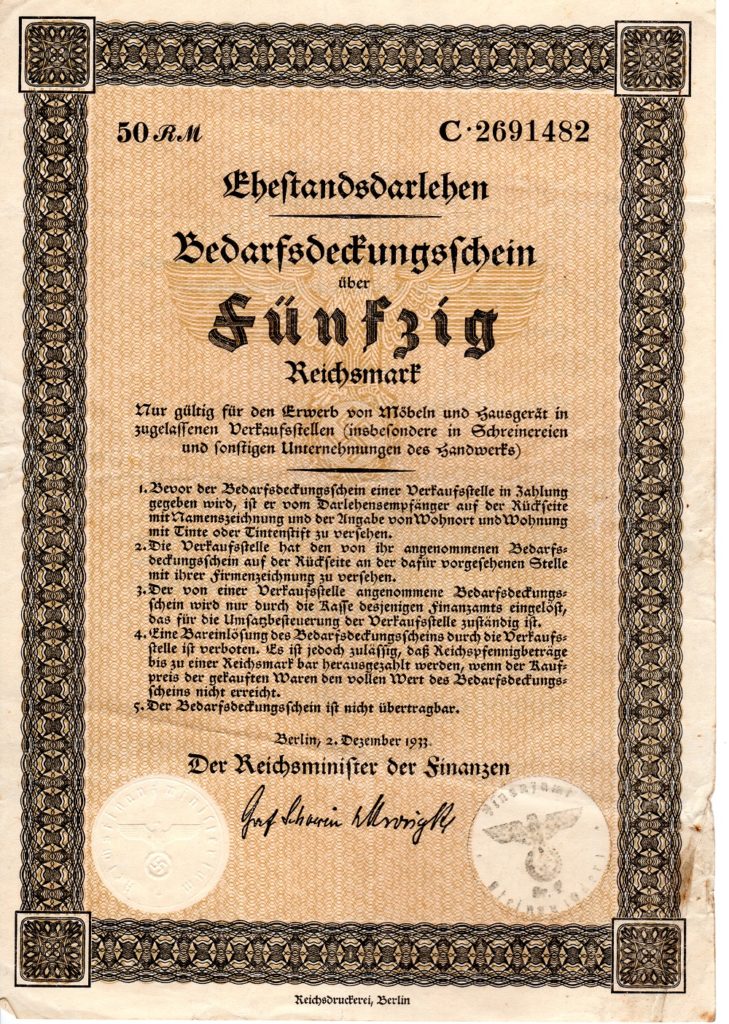 50 RM C·2691482
Ehestandsdarlehen
Bedarfsdeckungsschein
über
Fünfzig
Reichsmark
Nur gültig für den Erwerb von Möbeln und Hausgerät in
zugelassenen Verkaufsstellen (insbesondere in Schreinereien
und sonstigen Unternehmungen des Handwerks)
1. Bevor der Bedarfsdeckungsschein einer Verkaufsstelle in Zahlung
gegeben wird, ist er vom Darlehensempfänger auf der Rückseite
mit Namenszeichnung und der Angabe von Wohnort und Wohnung
mit Tinte oder Tintenstift zu versehen.
2. Die Verkaufsstelle hat den von ihr angenommenen Bedarfs-
deckungsschein auf der Rückseite an der dafür vorgesehenen Stelle
mit ihrer Firmenzeichnung zu versehen.
3. Der von einer Verkaufsstelle angenommene Bedarfsdeckungs-
schein wird nur durch die Kasse desjenigen Finanzamts eingelöst,
das für die Umsatzbesteuerung der Verkaufsstelle zuständig ist.
4. Eine Bareinlösung des Bedarfsdeckungsscheins durch die Verkaufs-
stelle ist verboten. Es ist jedoch zulässig, daß Reichspfennigbeträge
bis zu einer Reichsmark bar herausgezahlt werden, wenn der Kauf-
preis der gekauften Waren den vollen Wert des Bedarfsdeckungs-
scheins nicht erreicht.
5. Der Bedarfsdeckungsschein ist nicht übertragbar.
Berlin, 2. Dezember 1933.
Der Reichsminister der Finanzen
Graf Schwerin von Krosigk
Reichsfinanzministerium
Finanzamt
Reichsdruckerei, Berlin